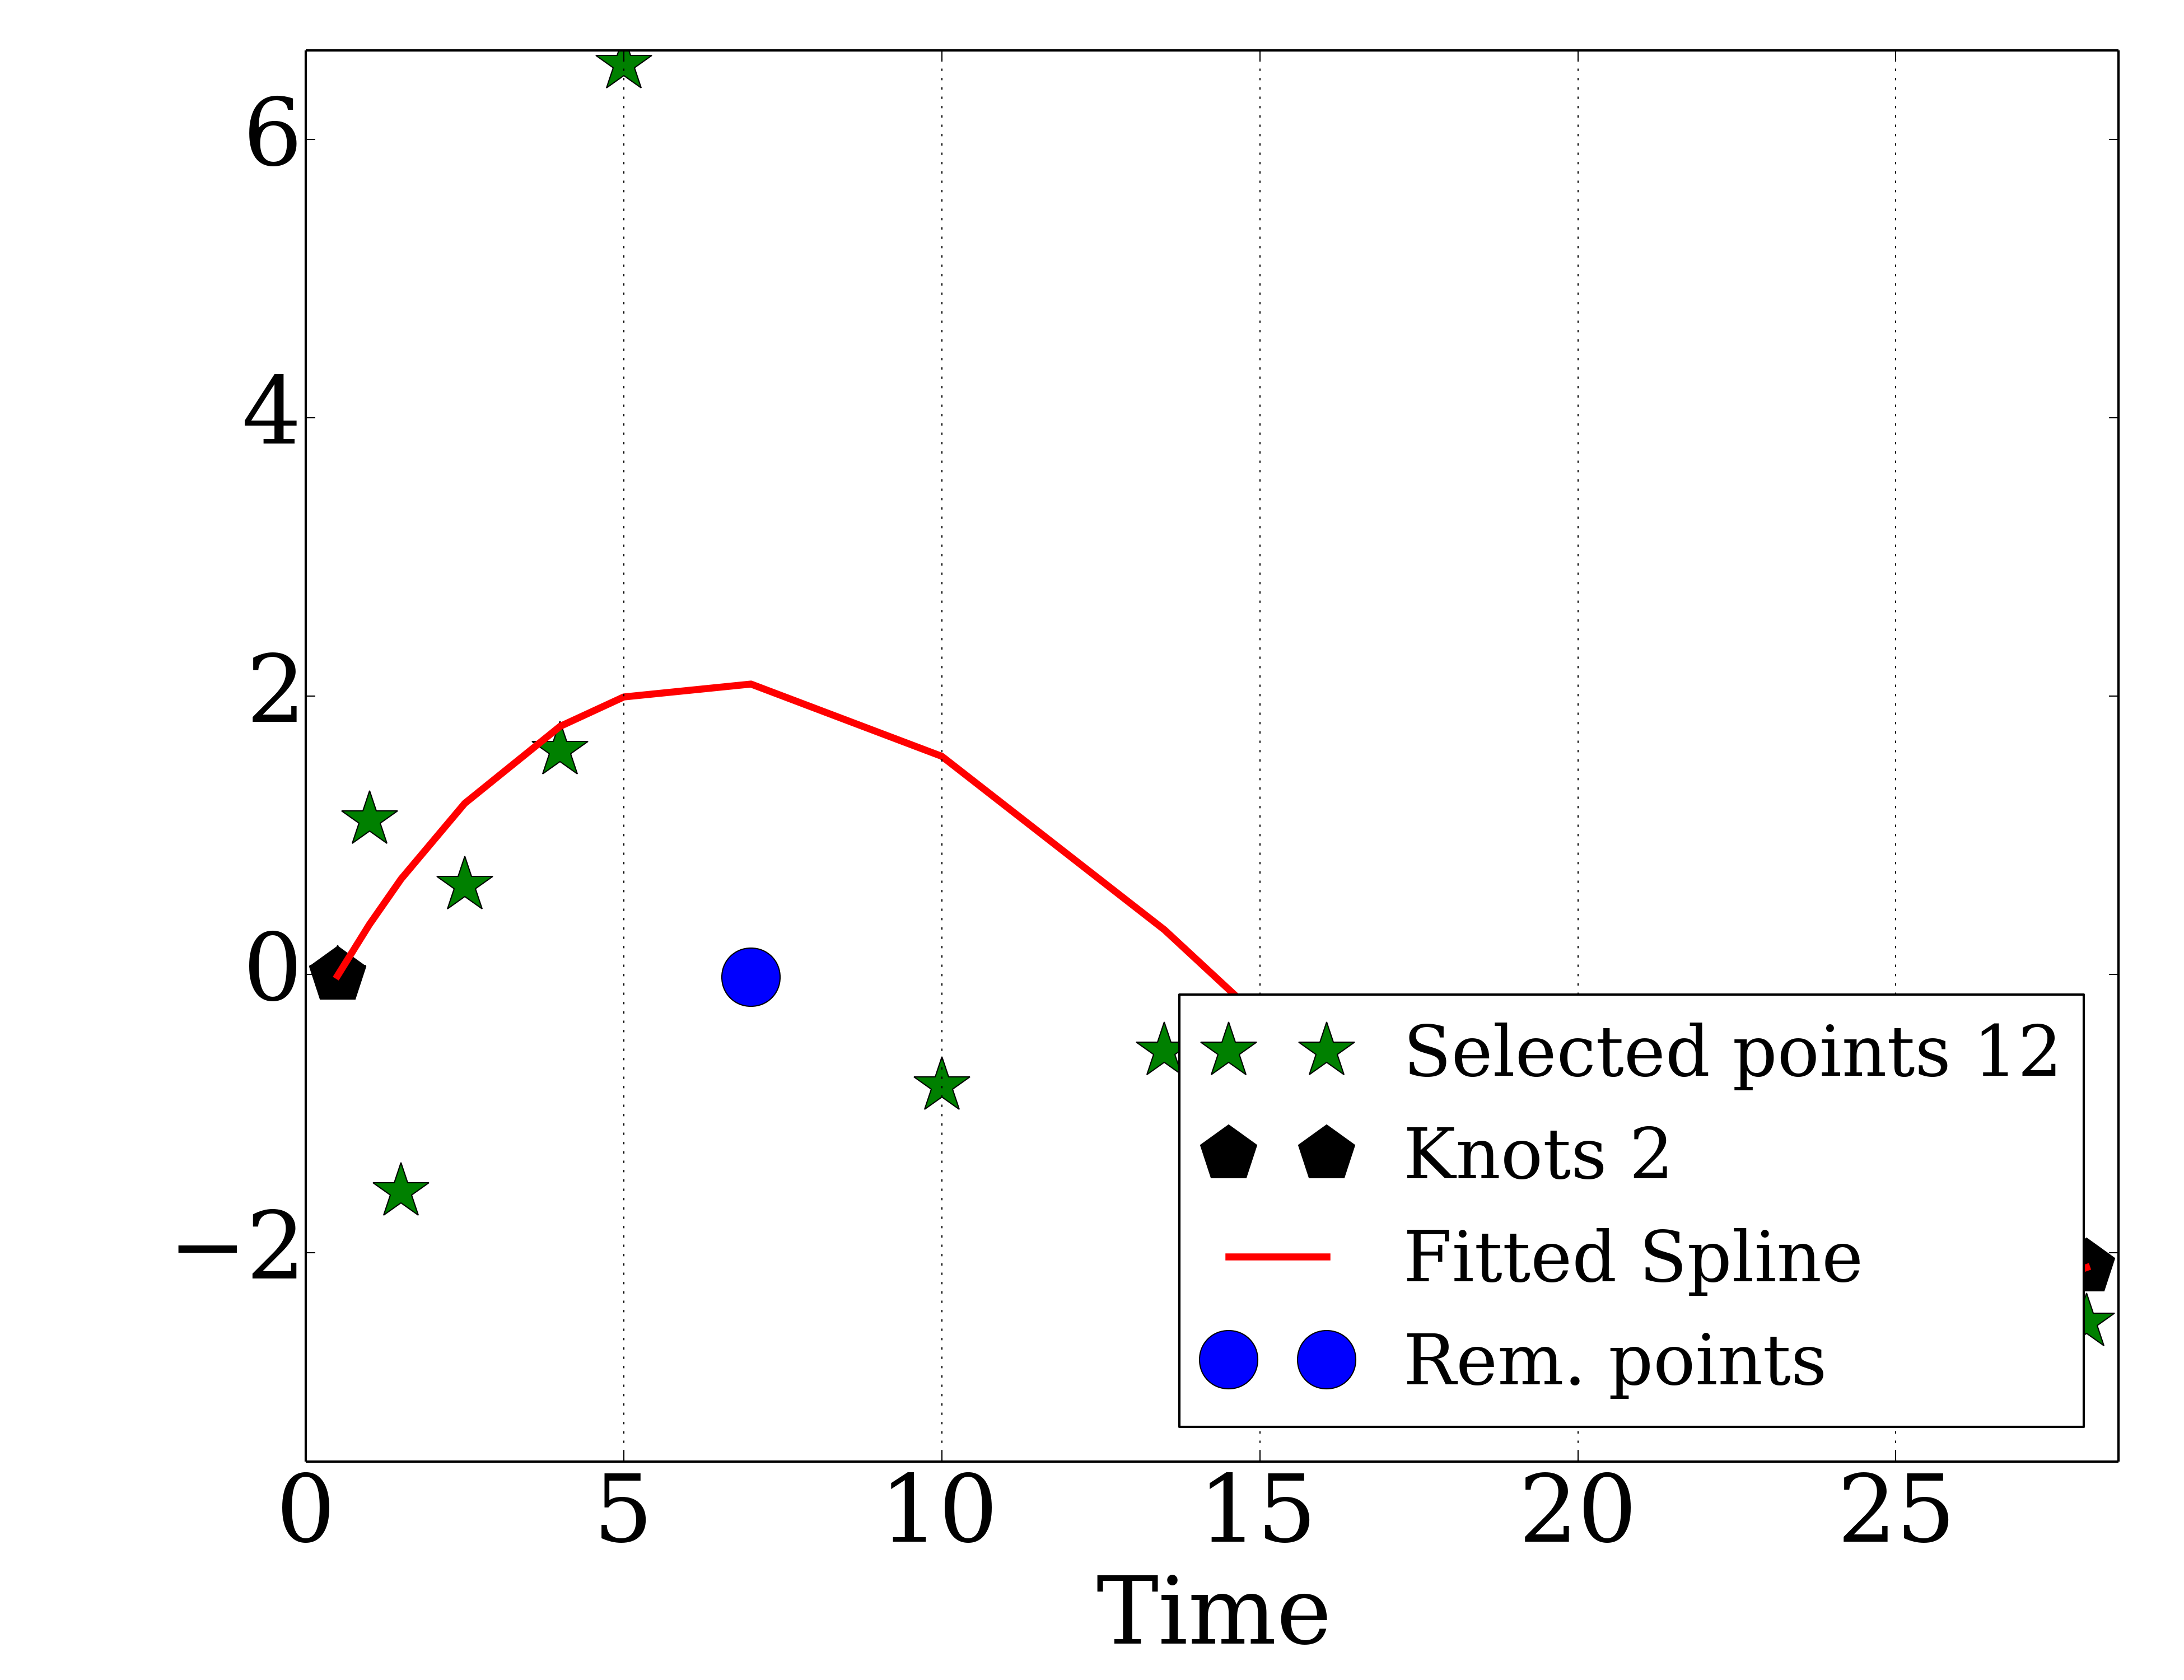 6
4
2
0
−2
0 5 10 15 20 25
Time
Selected points 12
Knots 2
Fitted Spline
Rem. points